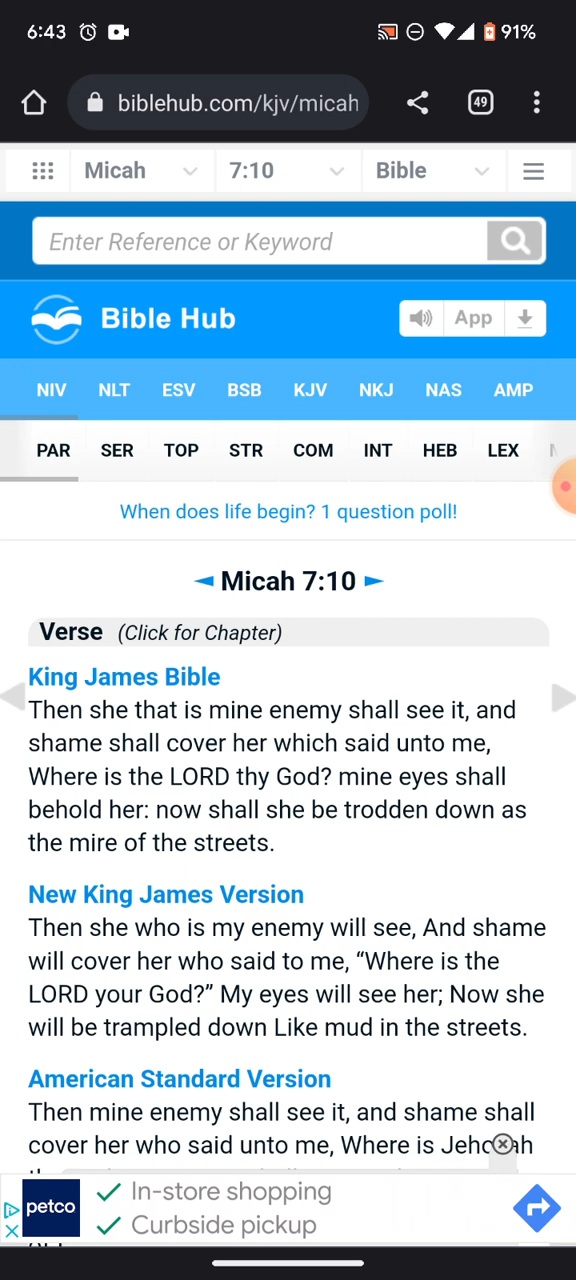 6:43
91%
biblehub.com/kjv/micah
49
Micah 7:10 Bible
Enter Reference or Keyword
Bible Hub
App
NIV NLT ESV BSB KJV NKJ NAS AMP
PAR SER TOP STR COM INT HEB LEX
When does life begin? 1 question poll!
◄ Micah 7:10 ►
Verse (Click for Chapter)
King James Bible
Then she that is mine enemy shall see it, and
shame shall cover her which said unto me,
Where is the LORD thy God? mine eyes shall
behold her: now shall she be trodden down as
the mire of the streets.
New King James Version
Then she who is my enemy will see, And shame
will cover her who said to me, “Where is the
LORD your God?” My eyes will see her; Now she
will be trampled down Like mud in the streets.
American Standard Version
Then mine enemy shall see it, and shame shall
cover her who said unto me, Where is
petco
In-store shopping
Curbside pickup